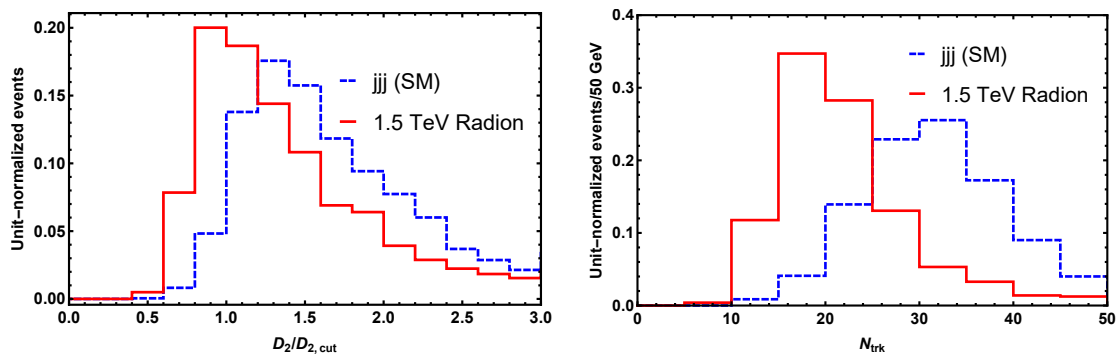 Unit-normalized events
0.20
0.15
0.10
0.05
0.00
jjj (SM)
1.5 TeV Radion
0.0 0.5 1.0 1.5 2.0 2.5 3.0
D2/D2, cut
Unit-normalized events/50 GeV
0.4
0.3
0.2
0.1
0.0
jjj (SM)
1.5 TeV Radion
0 10 20 30 40 50
Ntrk